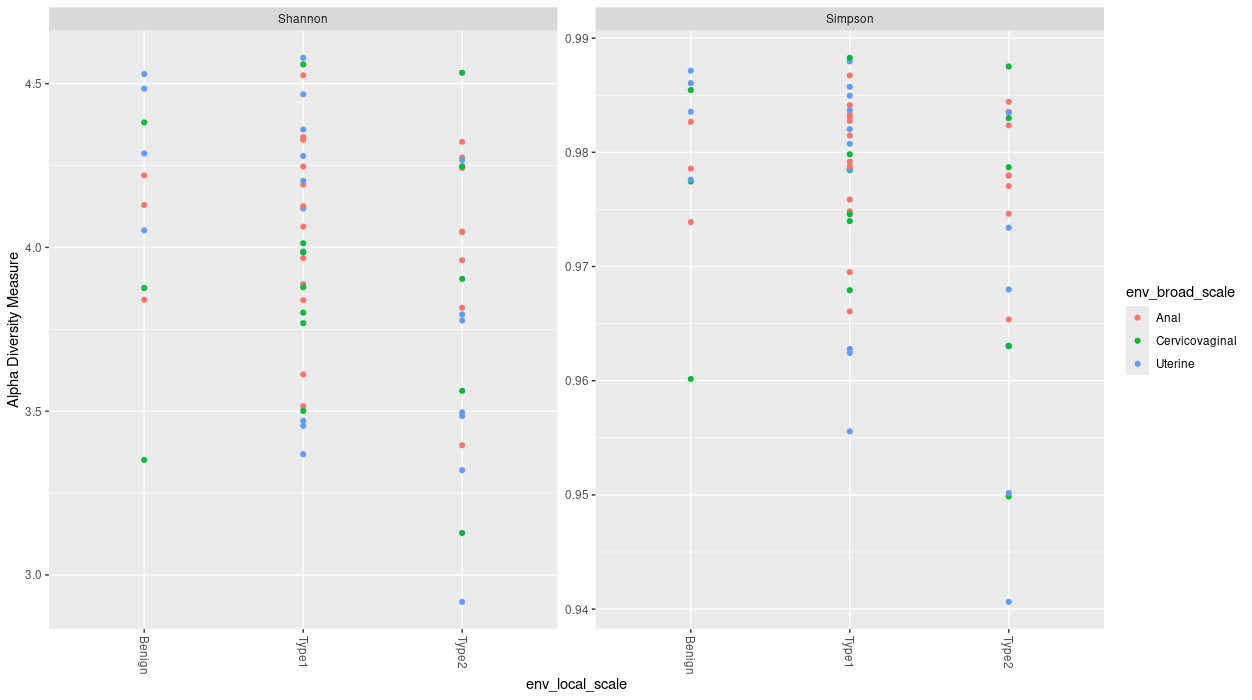 Shannon
Simpson
Alpha Diversity Measure
4.5
4.0
3.5
3.0
0.99
0.98
0.97
0.96
0.95
0.94
Benign
Type1
Type2
Benign
Type1
Type2
env_local_scale
env_broad_scale
Anal
Cervicovaginal
Uterine